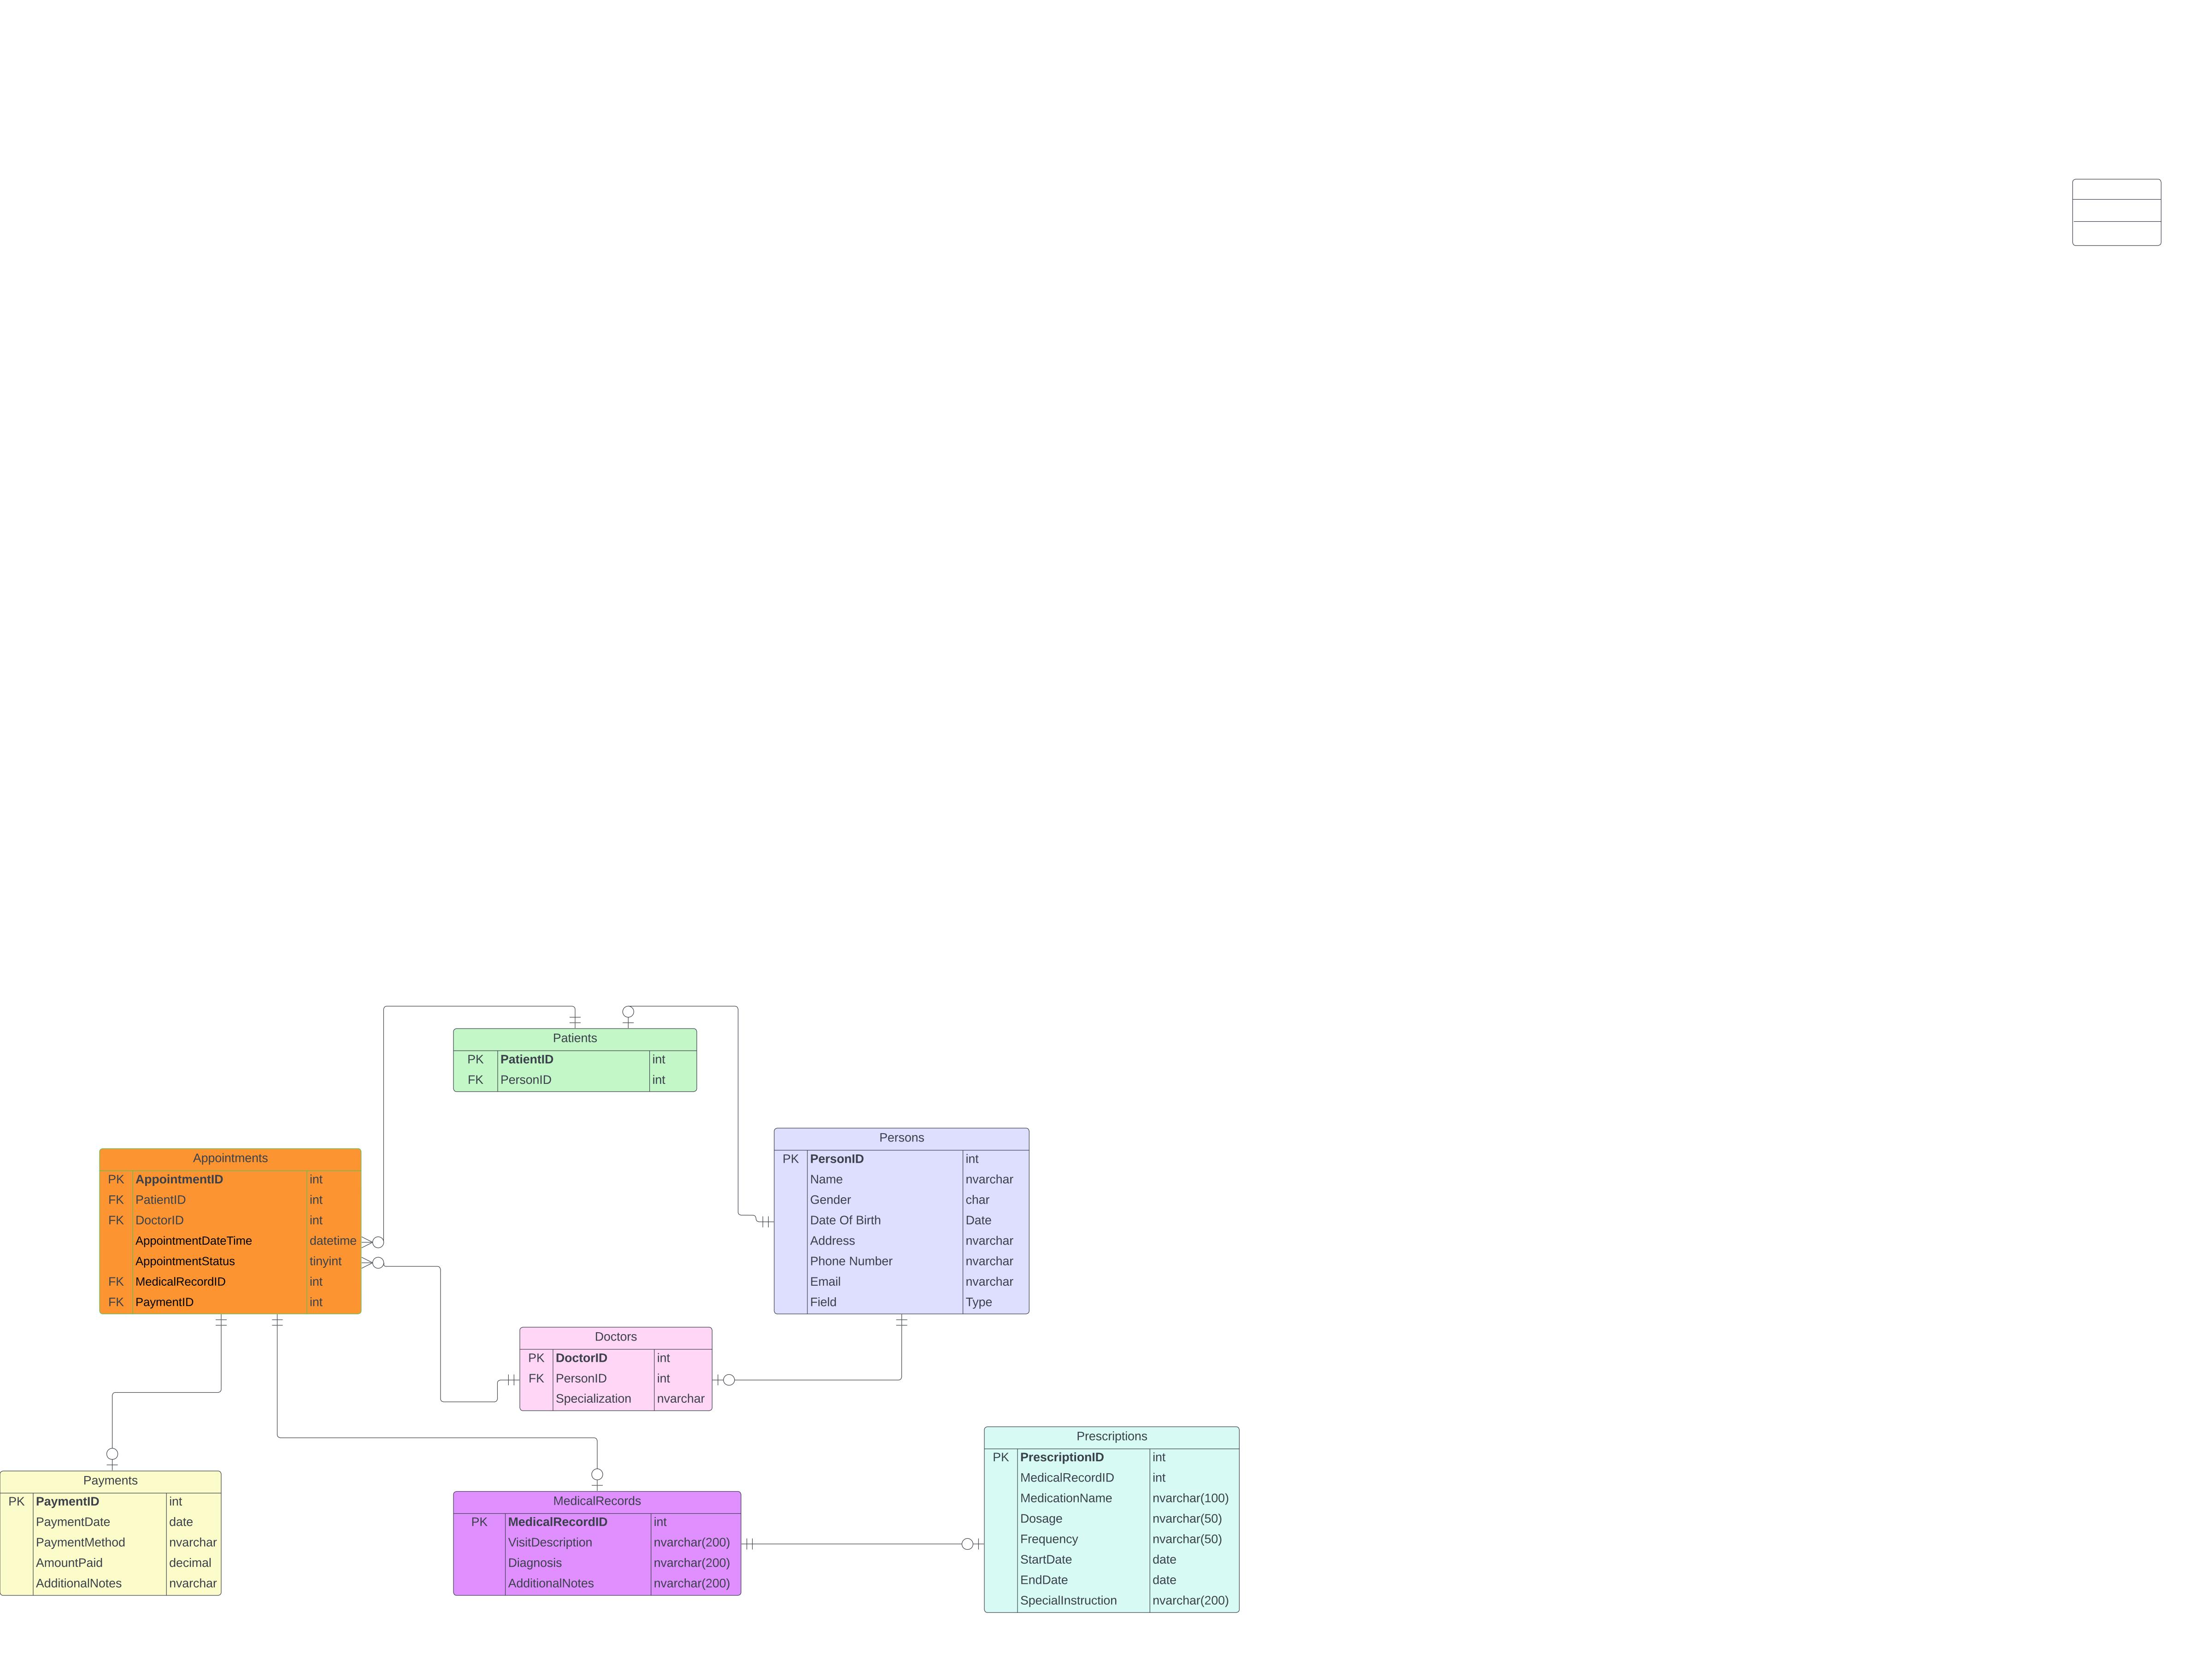 Patients
PK PatientID int
FK PersonID int
Persons
PK PersonID int
Name nvarchar
Gender char
Date Of Birth Date
Address nvarchar
Phone Number nvarchar
Email nvarchar
Field Type
Appointments
PK AppointmentID int
FK PatientID int
FK DoctorID int
AppointmentDateTime datetime
AppointmentStatus tinyint
FK MedicalRecordID int
FK PaymentID int
Doctors
PK DoctorID int
FK PersonID int
Specialization nvarchar
Prescriptions
PK PrescriptionID int
MedicalRecordID int
MedicationName nvarchar(100)
Dosage nvarchar(50)
Frequency nvarchar(50)
StartDate date
EndDate date
SpecialInstruction nvarchar(200)
Payments
PK PaymentID int
PaymentDate date
PaymentMethod nvarchar
AmountPaid decimal
AdditionalNotes nvarchar
MedicalRecords
PK MedicalRecordID int
VisitDescription nvarchar(200)
Diagnosis nvarchar(200)
AdditionalNotes nvarchar(200)